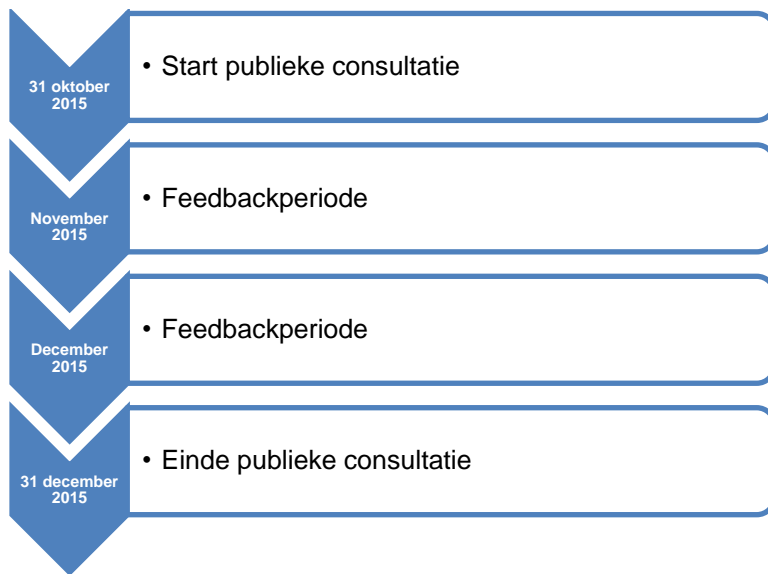 31 oktober
2015
• Start publieke consultatie
November
2015
• Feedbackperiode
December
2015
• Feedbackperiode
31 december
2015
• Einde publieke consultatie